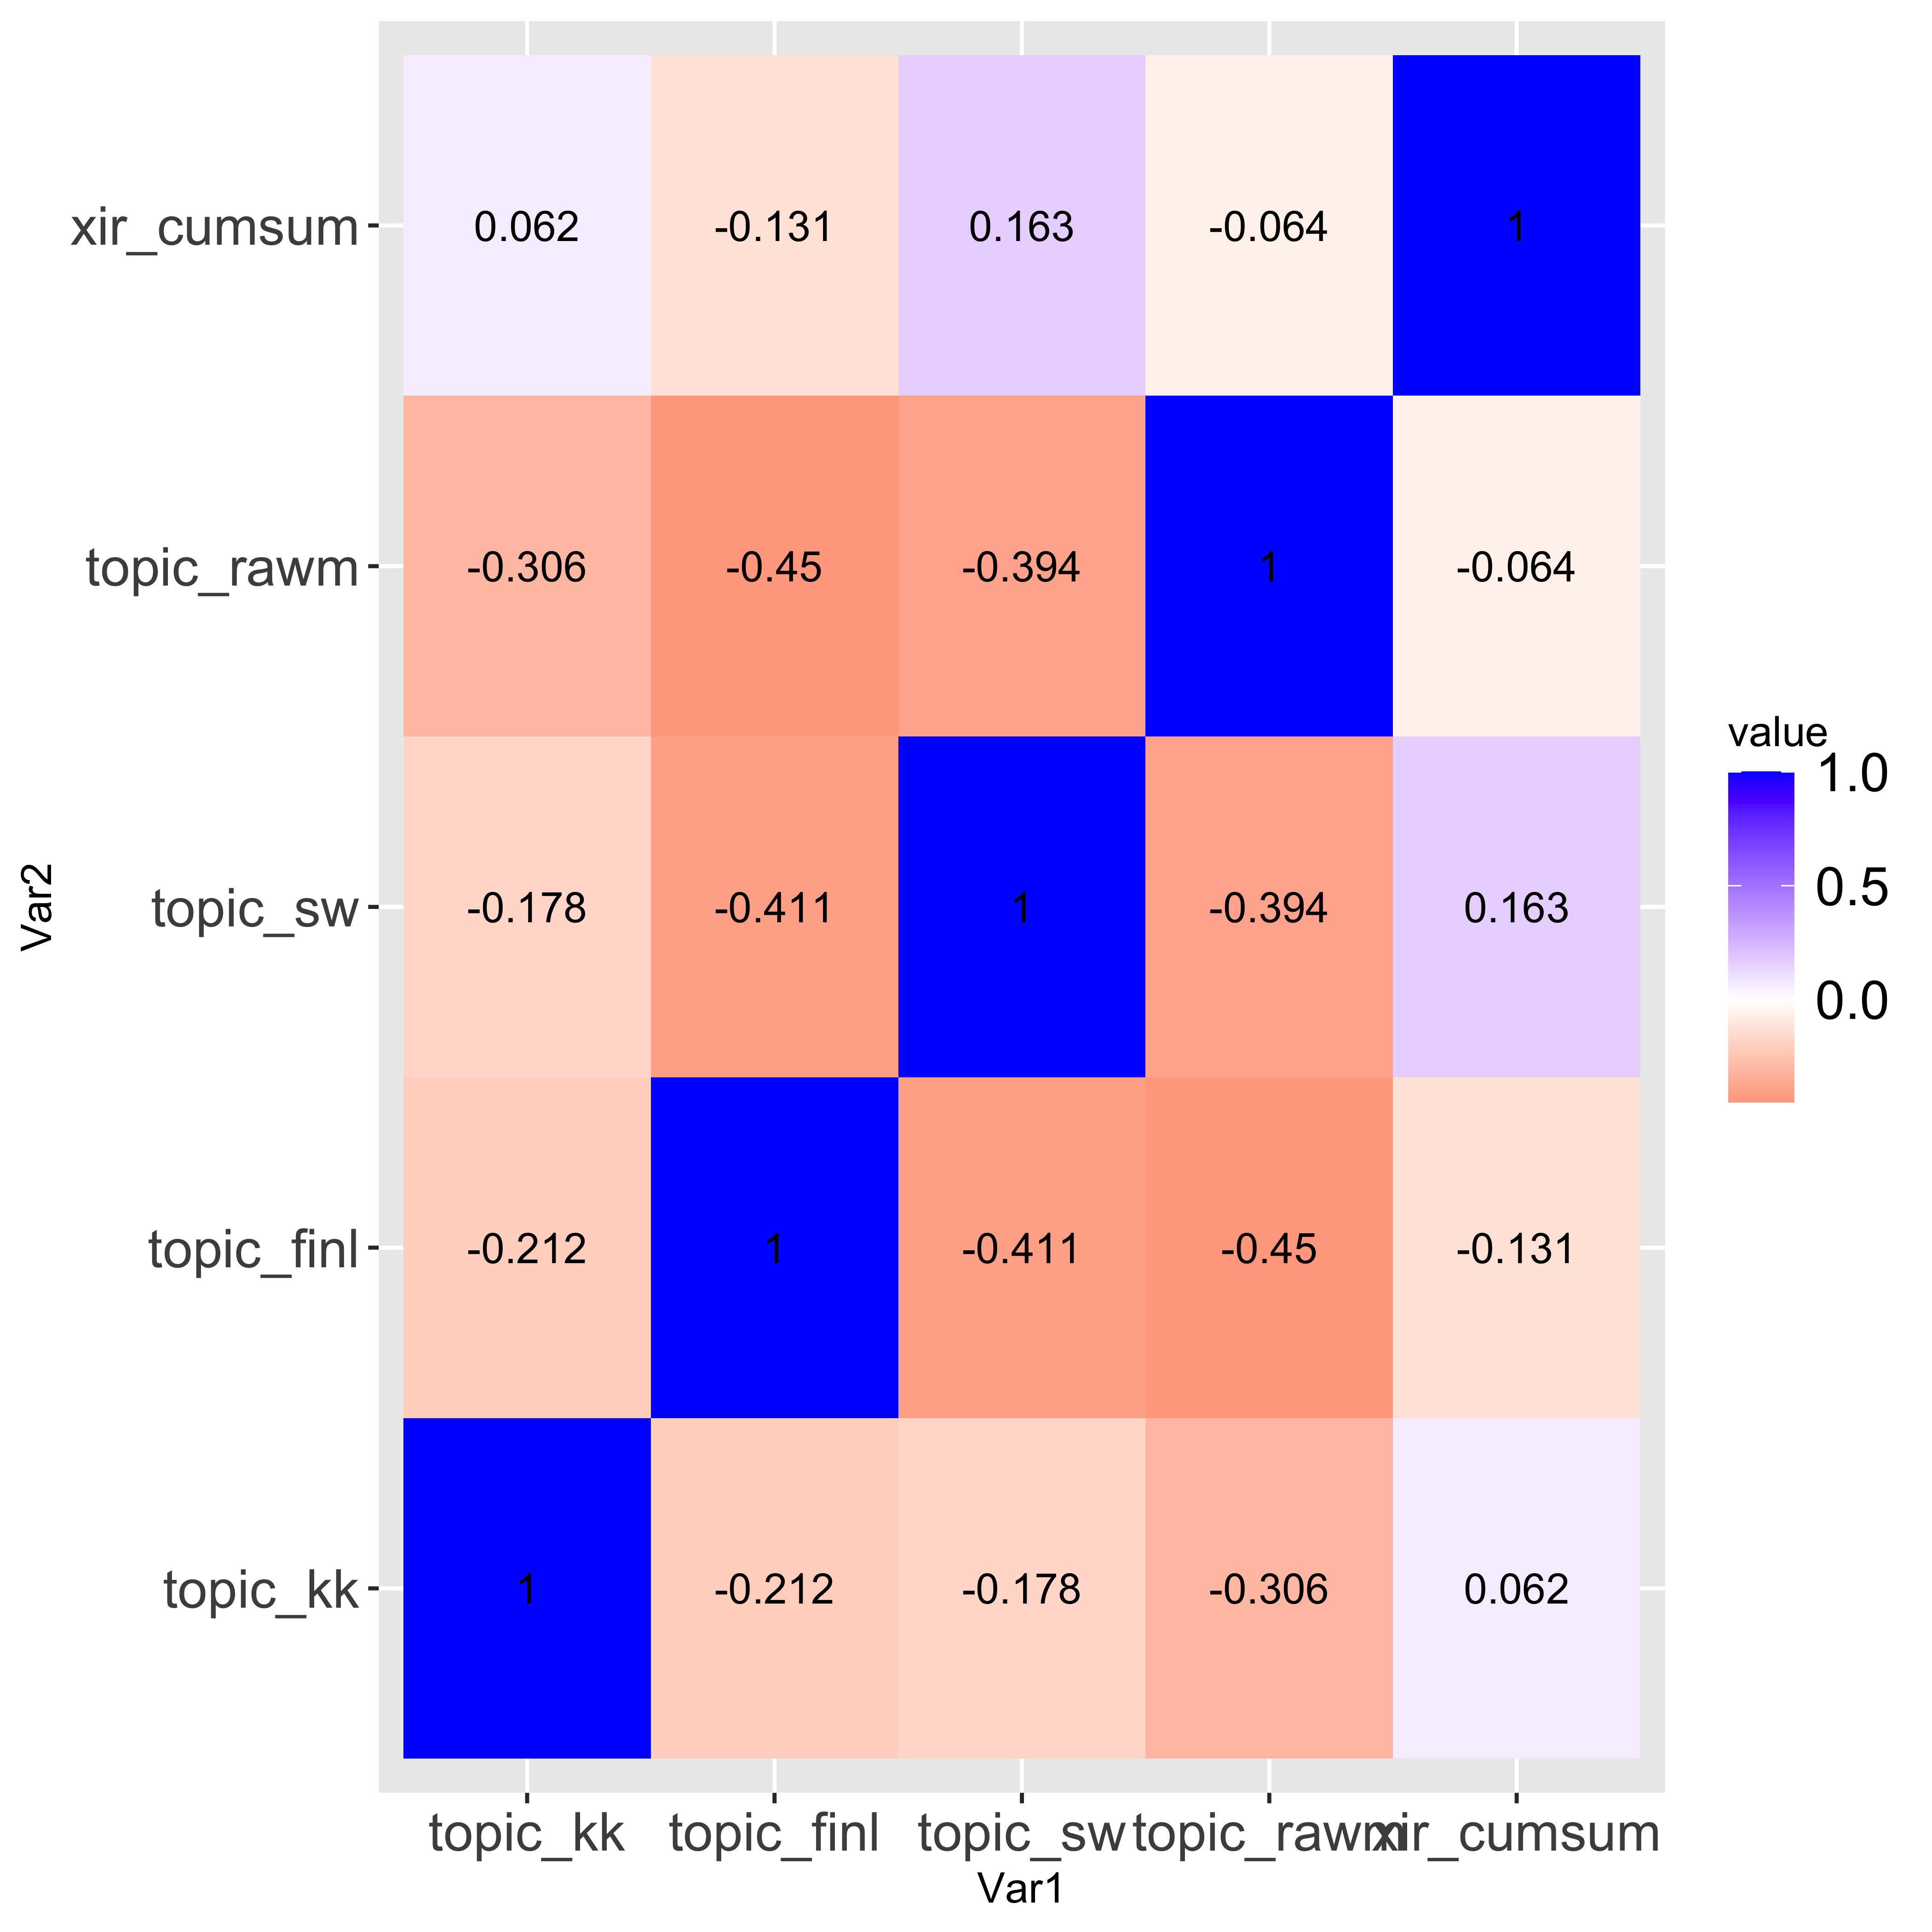 xir_cumsum 0.062 -0.131 0.163 -0.064 1
topic_rawm -0.306 -0.45 -0.394 1 -0.064
topic_sw -0.178 -0.411 1 -0.394 0.163
topic_finl -0.212 1 -0.411 -0.45 -0.131
topic_kk 1 -0.212 -0.178 -0.306 0.062
topic_kk topic_finl topic_sw topic_rawm xir_cumsum
Var1
Var2
value
1.0
0.5
0.0